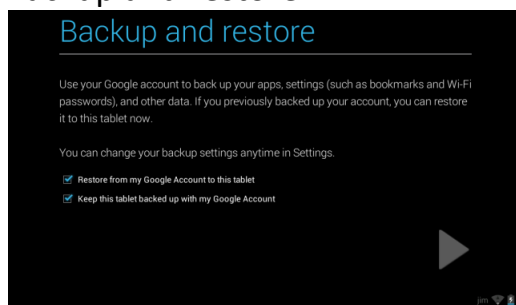 Backup and restore
Use your Google account to back up your apps, settings (such as bookmarks and Wi-Fi
passwords), and other data. If you previously backed up your account, you can restore
it to this tablet now.
You can change your backup settings anytime in Settings.
Restore from my Google Account to this tablet
Keep this tablet backed up with my Google Account
jim